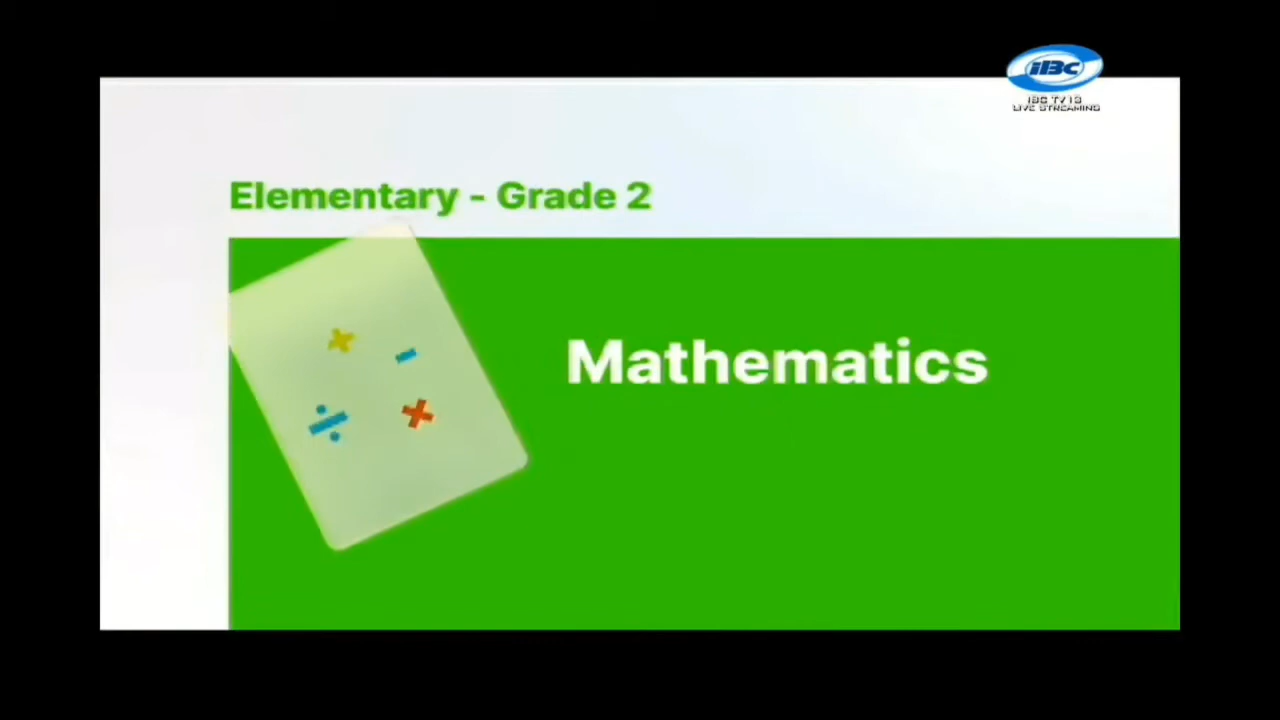 iBC
IBC TV13
LIVE STREAMING
Elementary - Grade 2
Mathematics